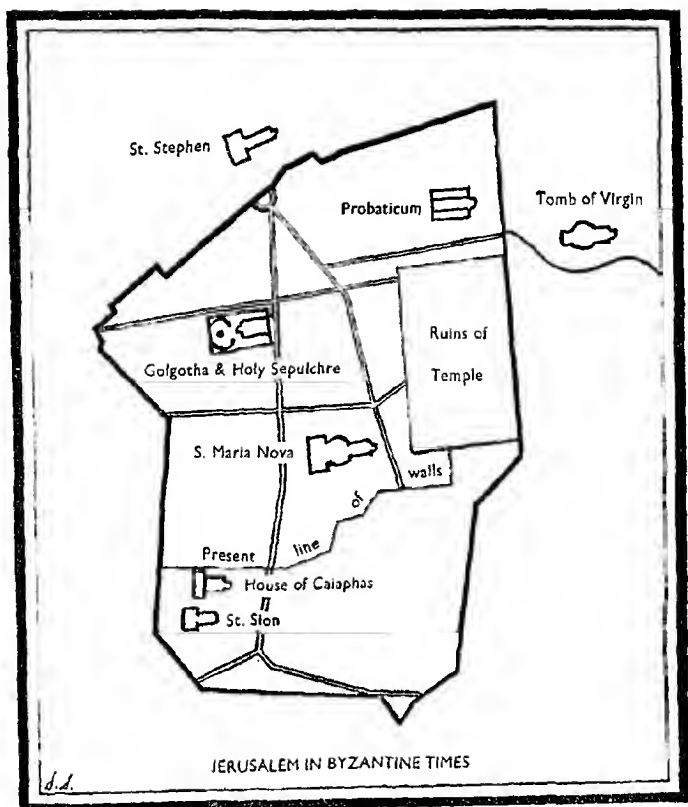 St. Stephen
Probaticum
Tomb of Virgin
Ruins of
Temple
Golgotha & Holy Sepulchre
S. Maria Nova
Present line of walls
House of Caiaphas
St. Sion
JERUSALEM IN BYZANTINE TIMES
d.d.